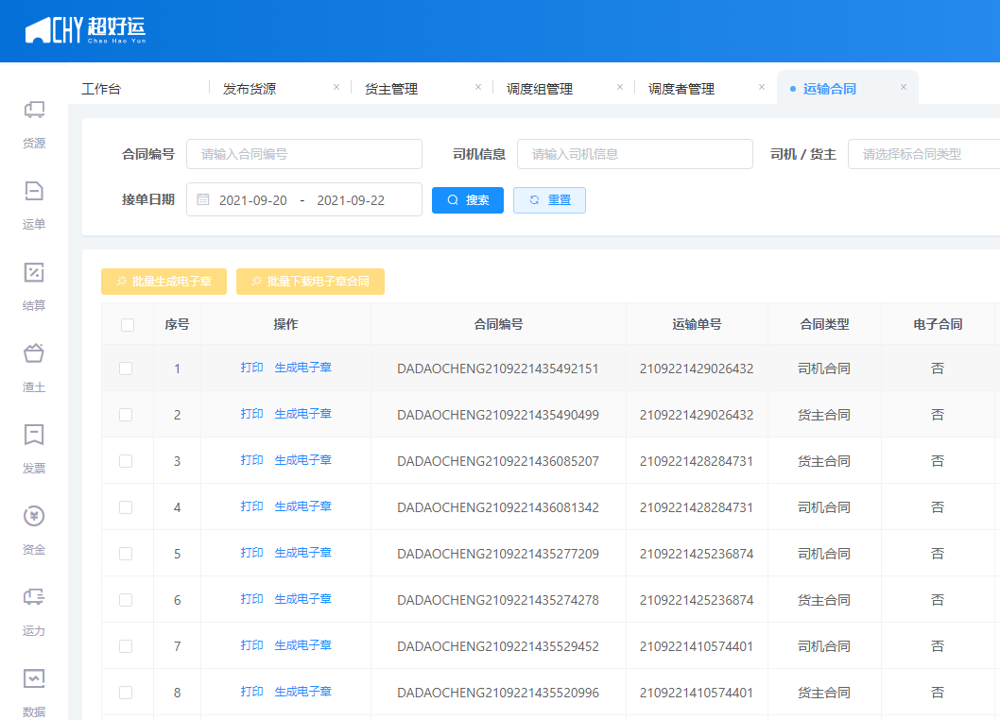 CHY 超好运
Chao Hao Yun
工作台 发布货源 × 货主管理 × 调度组管理 × 调度者管理 × 运输合同 ×
货源
运单
结算
渣土
发票
资金
运力
数据
合同编号 请输入合同编号 司机信息 请输入司机信息 司机 / 货主 请选择标合同类型
接单日期 2021-09-20 - 2021-09-22 搜索 重置
批量生成电子章 批量下载电子章合同
序号 操作 合同编号 运输单号 合同类型 电子合同
1 打印 生成电子章 DADAOCHENG2109221435492151 2109221429026432 司机合同 否
2 打印 生成电子章 DADAOCHENG2109221435490499 2109221429026432 货主合同 否
3 打印 生成电子章 DADAOCHENG2109221436085207 2109221428284731 货主合同 否
4 打印 生成电子章 DADAOCHENG2109221436081342 2109221428284731 司机合同 否
5 打印 生成电子章 DADAOCHENG2109221435277209 2109221425236874 司机合同 否
6 打印 生成电子章 DADAOCHENG2109221435274278 2109221425236874 货主合同 否
7 打印 生成电子章 DADAOCHENG2109221435529452 2109221410574401 司机合同 否
8 打印 生成电子章 DADAOCHENG2109221435520996 2109221410574401 货主合同 否